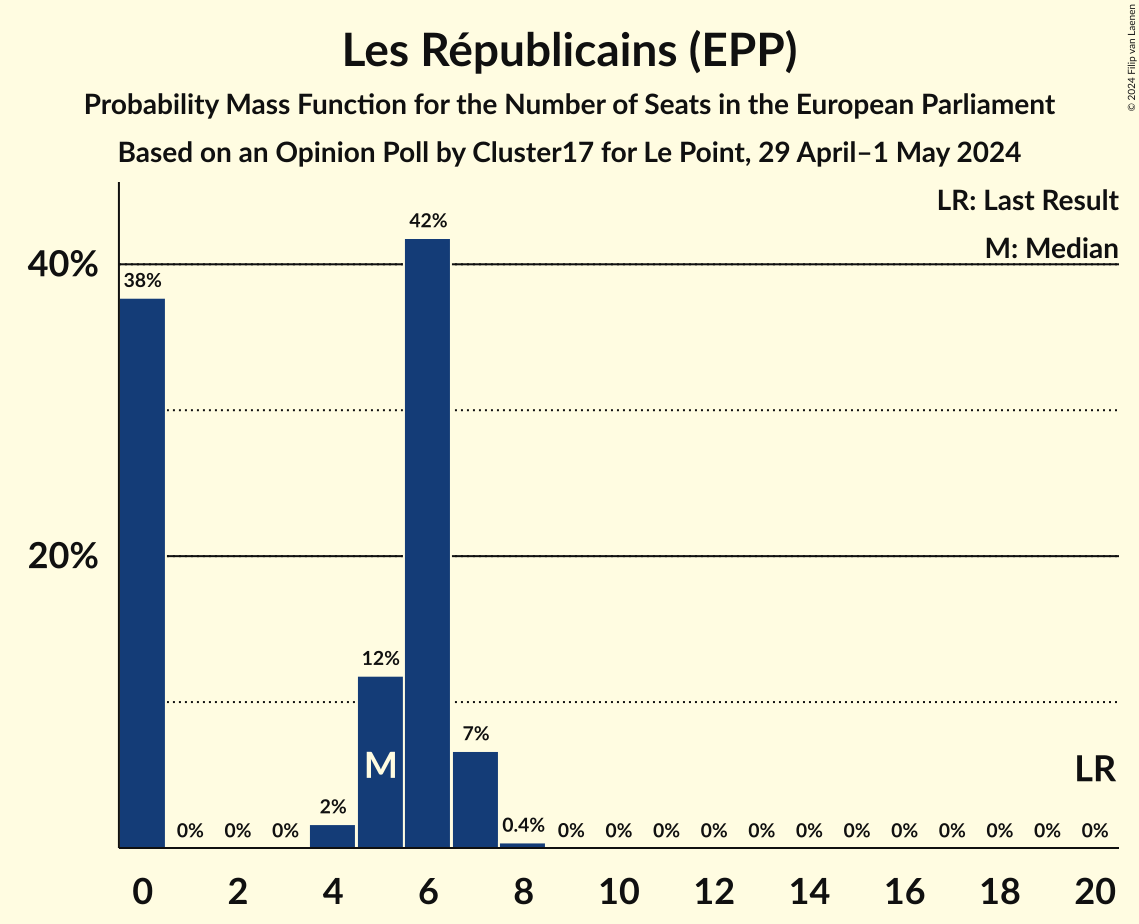 Les Républicains (EPP)
Probability Mass Function for the Number of Seats in the European Parliament
Based on an Opinion Poll by Cluster17 for Le Point, 29 April–1 May 2024
© 2024 Filip van Laenen
LR: Last Result
M: Median
40%
20%
38%
0%
0%
0%
2%
12%
42%
7%
0.4%
0%
0%
0%
0%
0%
0%
0%
0%
0%
0%
0%
0%
M
LR
0 2 4 6 8 10 12 14 16 18 20